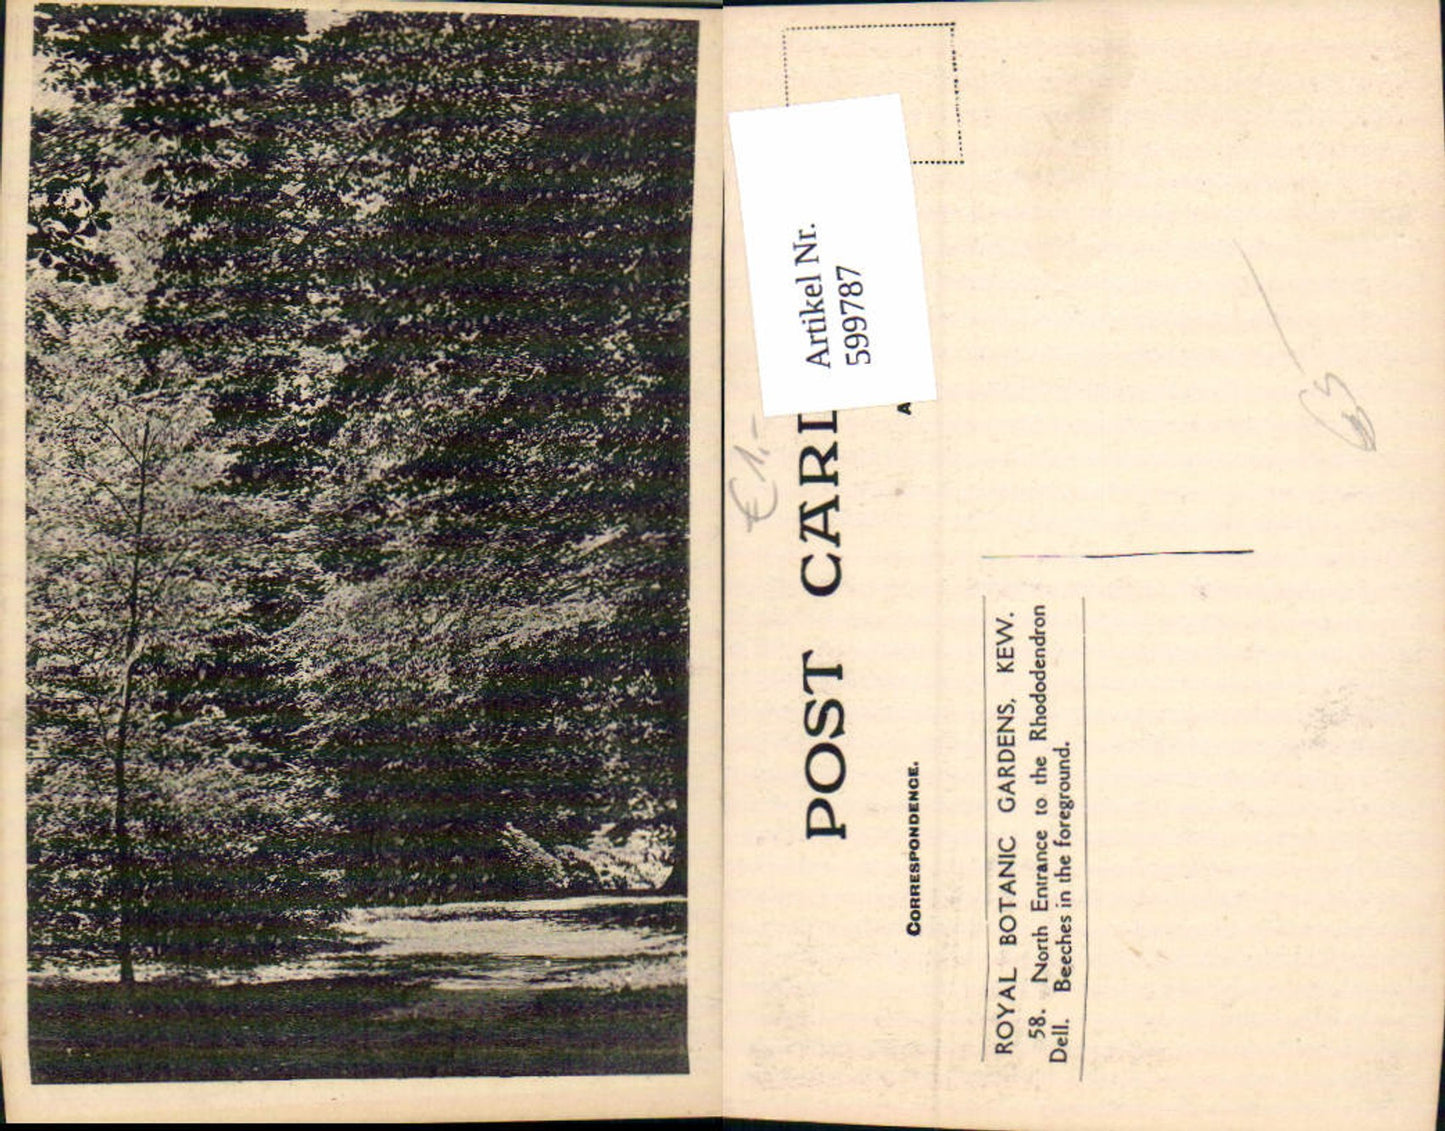 Artikel Nr.
599787
€1.-
POST CARD
CORRESPONDENCE.
A
ROYAL BOTANIC GARDENS, KEW.
58. North Entrance to the Rhododendron
Dell. Beeches in the foreground.